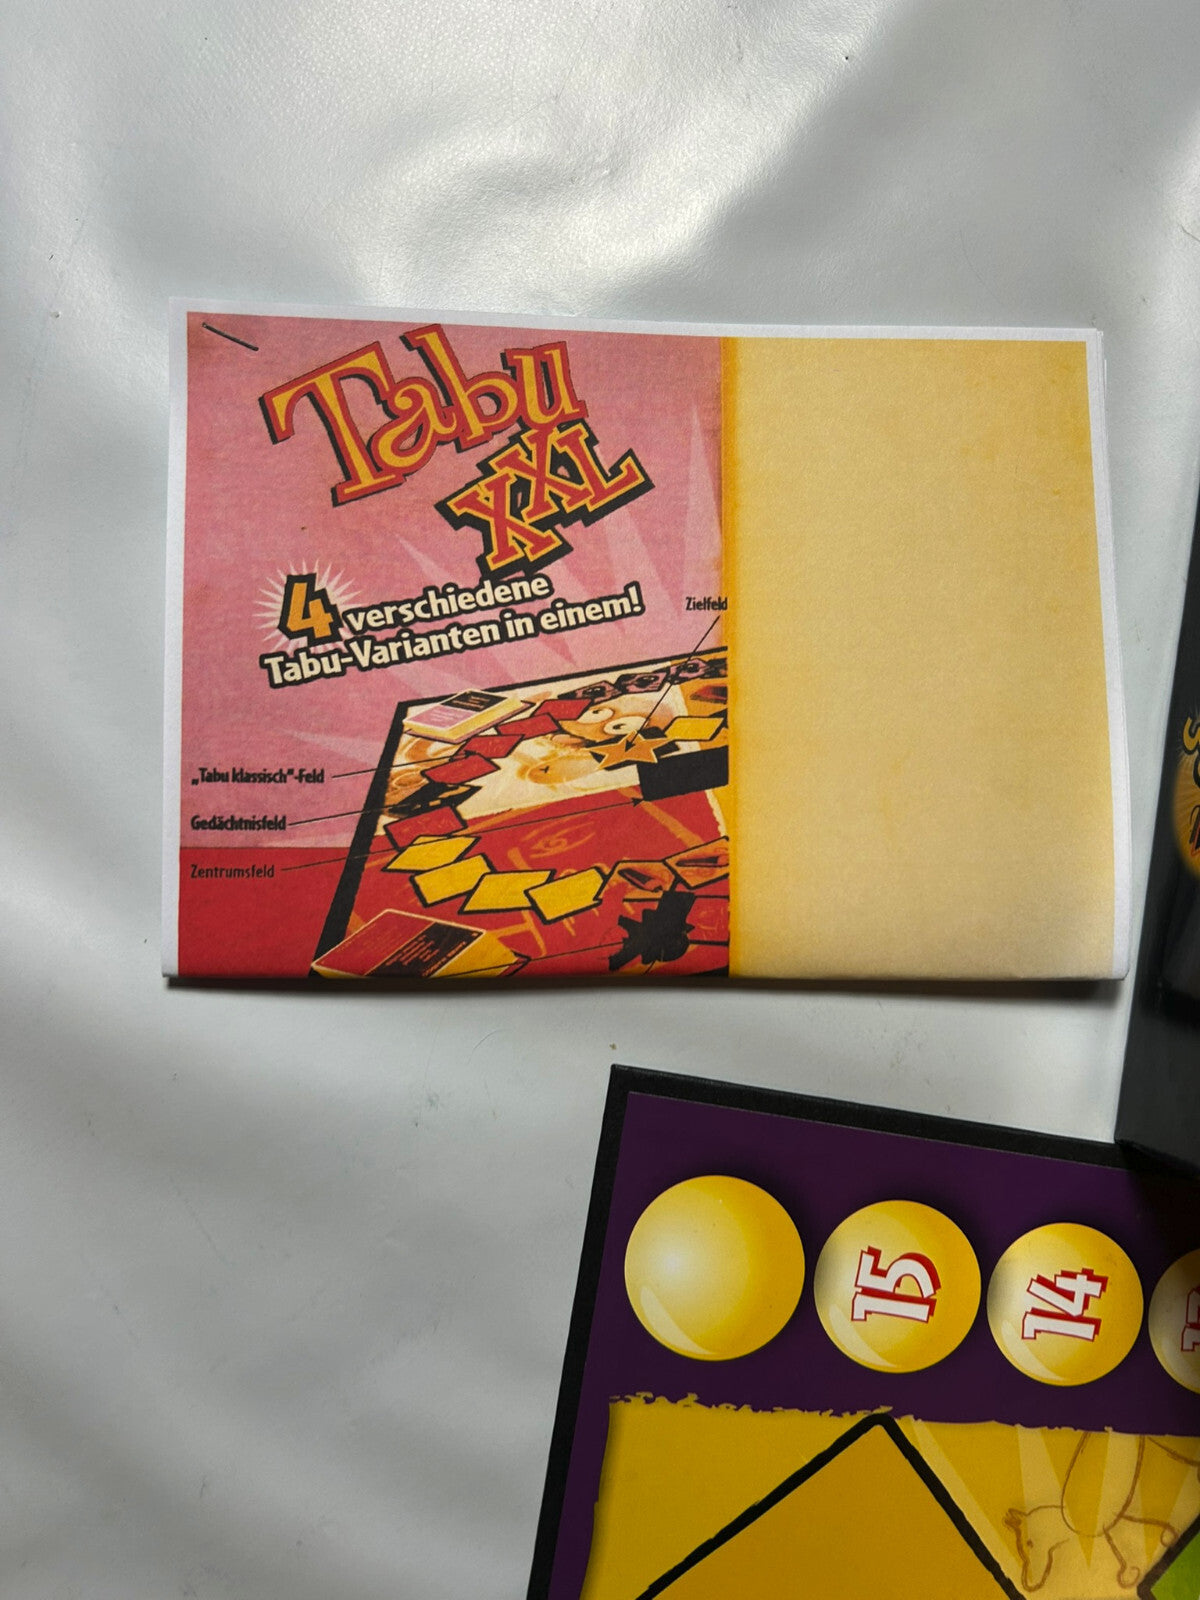 Tabu
XXL
4 verschiedene
Tabu-Varianten in einem!
Zielfeld
„Tabu klassisch“-Feld
Gedächtnisfeld
Zentrumsfeld
15
14